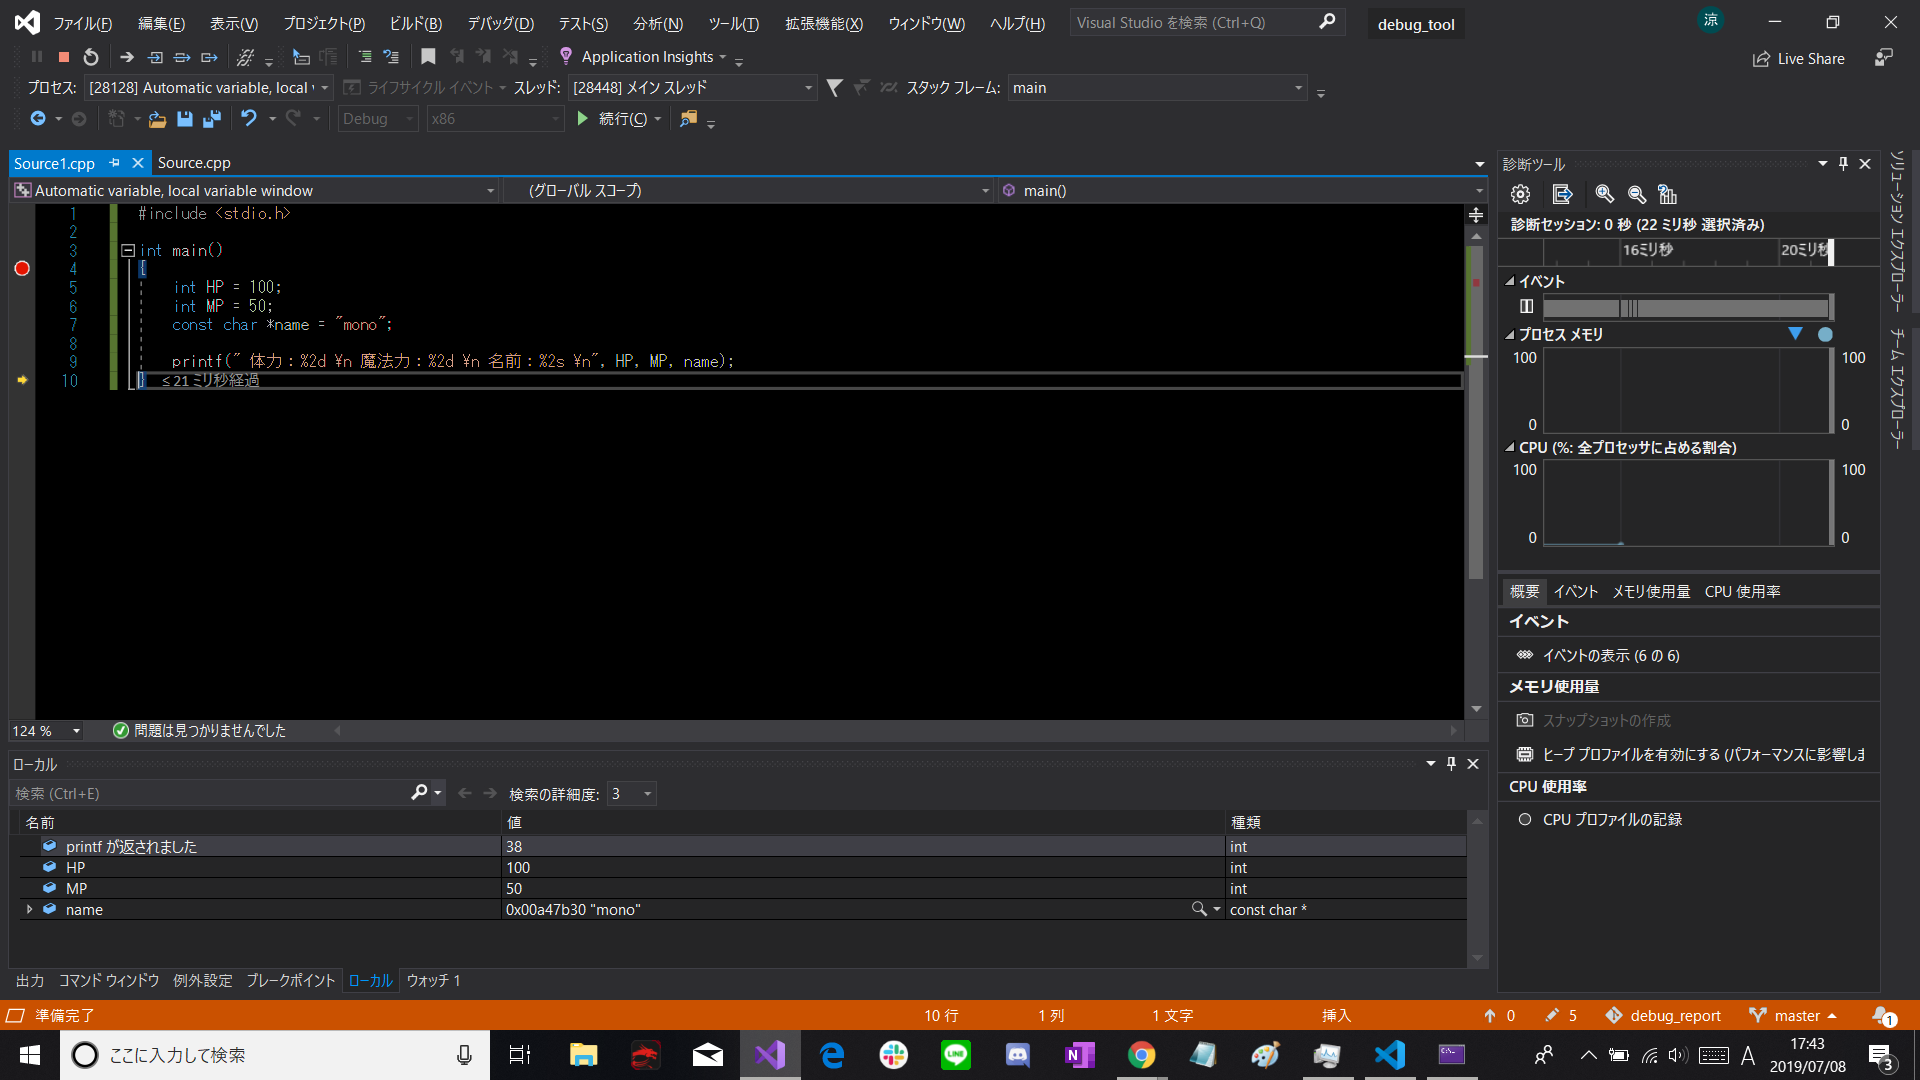 ファイル(F) 編集(E) 表示(V) プロジェクト(P) ビルド(B) デバッグ(D) テスト(S) 分析(N) ツール(T) 拡張機能(X) ウィンドウ(W) ヘルプ(H) Visual Studio を検索 (Ctrl+Q) debug_tool 涼
Application Insights Live Share
プロセス: [28128] Automatic variable, local ライフサイクル イベント スレッド: [28448] メイン スレッド スタック フレーム: main
Debug x86 続行(C)
Source1.cpp Source.cpp
Automatic variable, local variable window (グローバル スコープ) main()
1 #include <stdio.h>
2
3 int main()
4 {
5 int HP = 100;
6 int MP = 50;
7 const char *name = "mono";
8
9 printf(" 体力：%2d ¥n 魔法力：%2d ¥n 名前：%2s ¥n", HP, MP, name);
10 } ≤ 21 ミリ秒経過
124 % 問題は見つかりませんでした
ローカル
検索 (Ctrl+E) 検索の詳細度: 3
名前 値 種類
printf が返されました 38 int
HP 100 int
MP 50 int
name 0x00a47b30 "mono" const char *
出力 コマンド ウィンドウ 例外設定 ブレークポイント ローカル ウォッチ 1
診断ツール
診断セッション: 0 秒 (22 ミリ秒 選択済み)
16ミリ秒 20ミリ秒
イベント
プロセス メモリ
100 100
0 0
CPU (%: 全プロセッサに占める割合)
100 100
0 0
概要 イベント メモリ使用量 CPU 使用率
イベント
イベントの表示 (6 の 6)
メモリ使用量
スナップショットの作成
ヒープ プロファイルを有効にする (パフォーマンスに影響しま
CPU 使用率
CPU プロファイルの記録
ソリューション エクスプローラー
チーム エクスプローラー
準備完了 10 行 1 列 1 文字 挿入 0 5 debug_report master 1
ここに入力して検索 A 17:43
2019/07/08 3